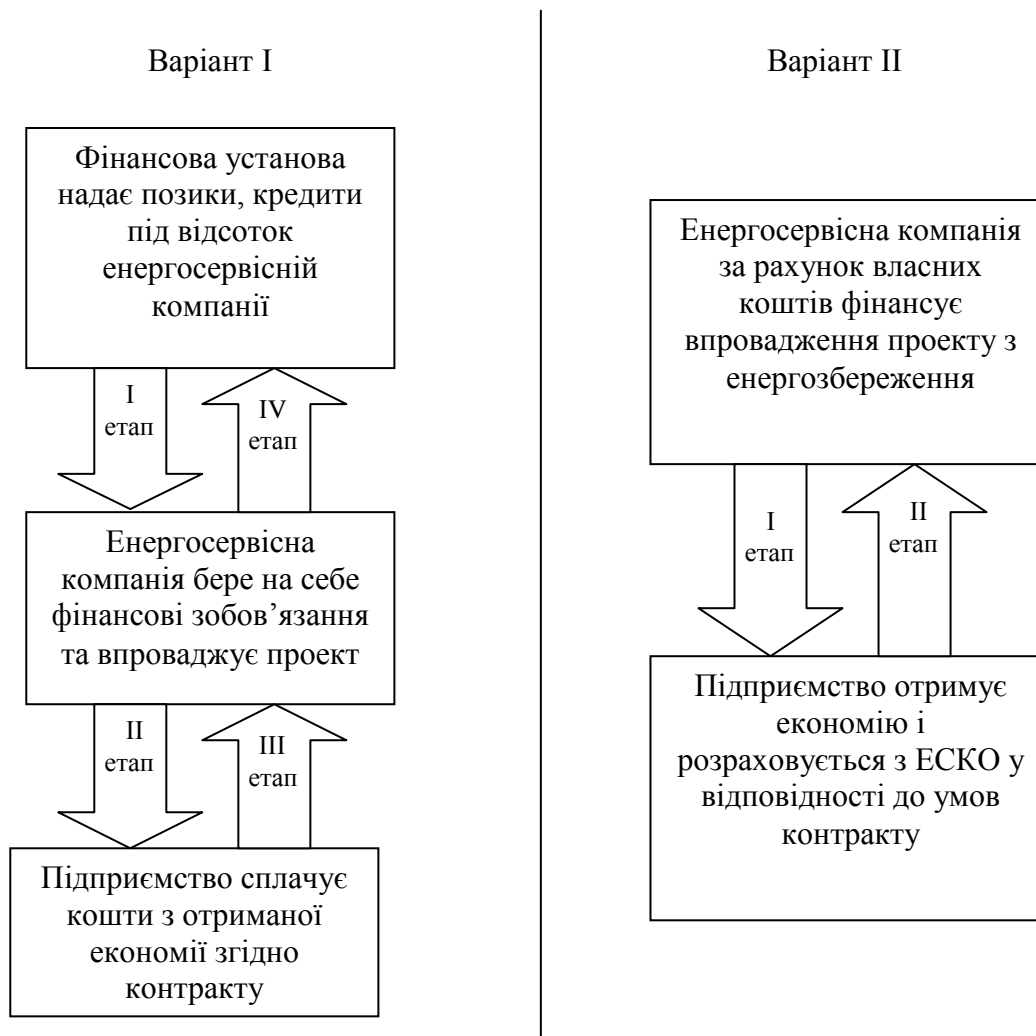 Варіант I
Фінансова установа
надає позики, кредити
під відсоток
енергосервісній
компанії
I
етап
IV
етап
Енергосервісна
компанія бере на себе
фінансові зобов’язання
та впроваджує проект
II
етап
III
етап
Підприємство сплачує
кошти з отриманої
економії згідно
контракту
Варіант II
Енергосервісна компанія
за рахунок власних
коштів фінансує
впровадження проекту з
енергозбереження
I
етап
II
етап
Підприємство отримує
економію і
розраховується з ЕСКО у
відповідності до умов
контракту